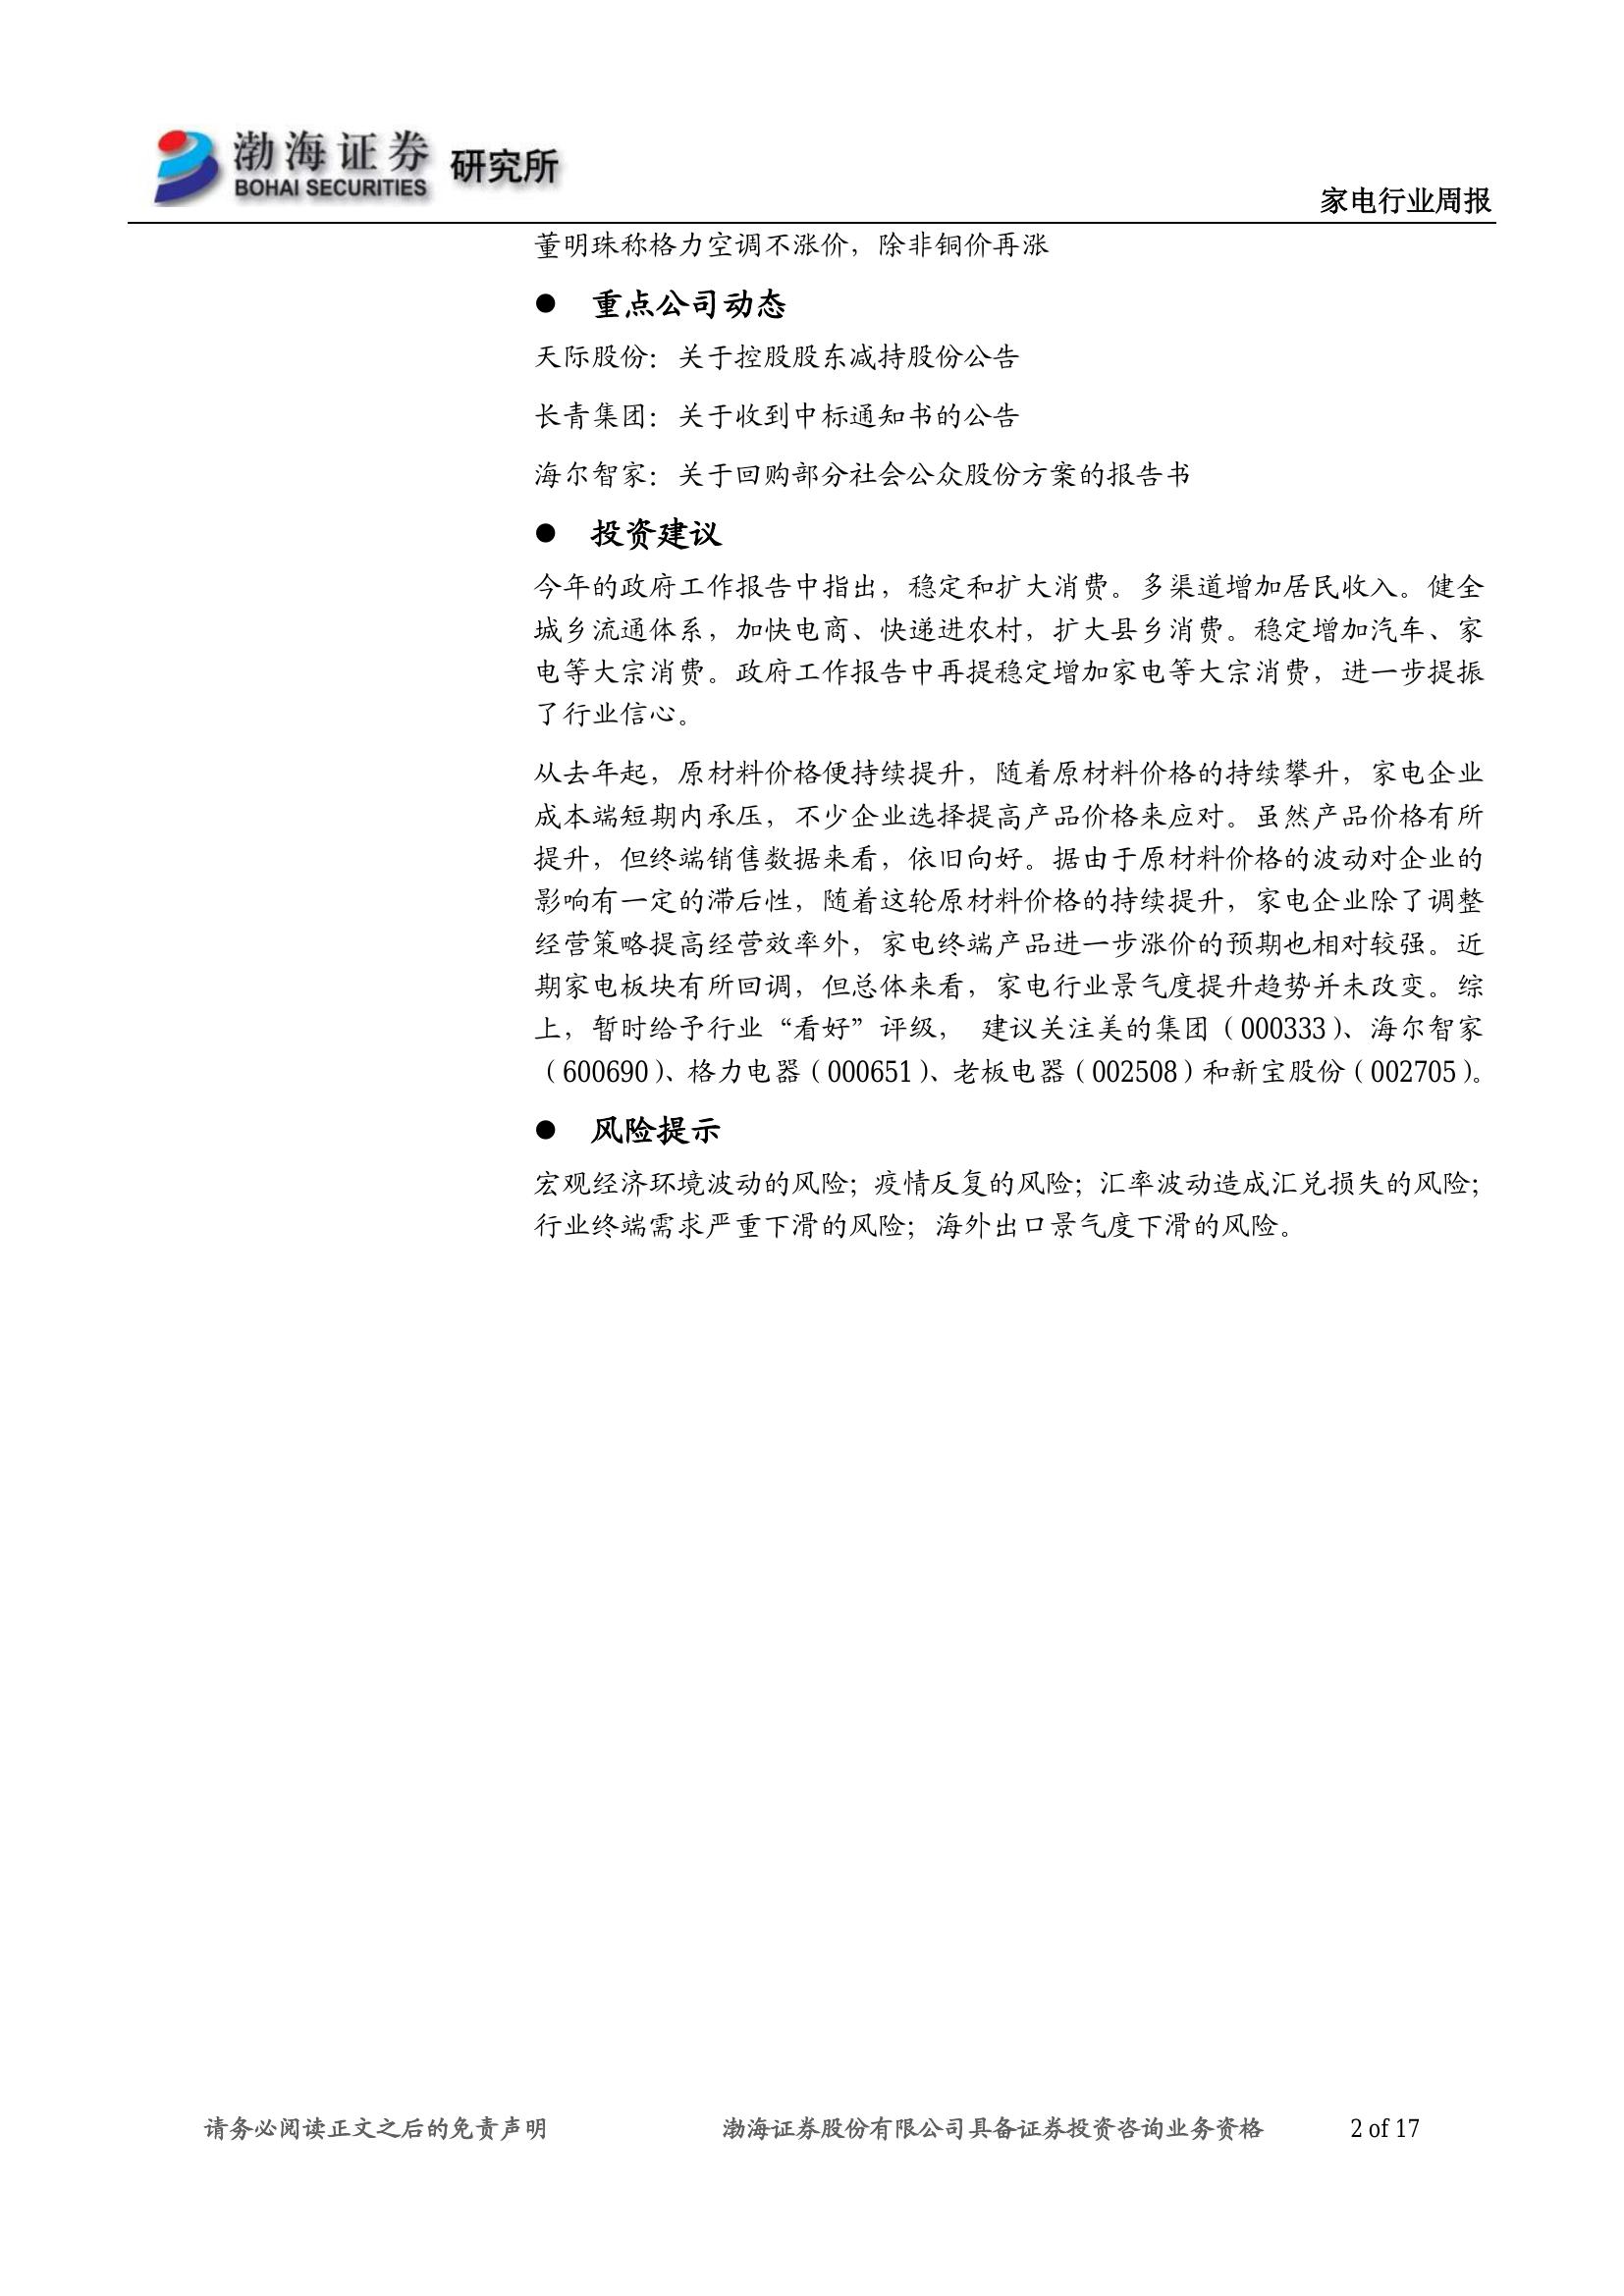 渤海证券
BOHAI SECURITIES
研究所
家电行业周报
董明珠称格力空调不涨价，除非铜价再涨
● 重点公司动态
天际股份：关于控股股东减持股份公告
长青集团：关于收到中标通知书的公告
海尔智家：关于回购部分社会公众股份方案的报告书
● 投资建议
今年的政府工作报告中指出，稳定和扩大消费。多渠道增加居民收入。健全
城乡流通体系，加快电商、快递进农村，扩大县乡消费。稳定增加汽车、家
电等大宗消费。政府工作报告中再提稳定增加家电等大宗消费，进一步提振
了行业信心。
从去年起，原材料价格便持续提升，随着原材料价格的持续攀升，家电企业
成本端短期内承压，不少企业选择提高产品价格来应对。虽然产品价格有所
提升，但终端销售数据来看，依旧向好。据由于原材料价格的波动对企业的
影响有一定的滞后性，随着这轮原材料价格的持续提升，家电企业除了调整
经营策略提高经营效率外，家电终端产品进一步涨价的预期也相对较强。近
期家电板块有所回调，但总体来看，家电行业景气度提升趋势并未改变。综
上，暂时给予行业“看好”评级， 建议关注美的集团（000333）、海尔智家
（600690）、格力电器（000651）、老板电器（002508）和新宝股份（002705）。
● 风险提示
宏观经济环境波动的风险；疫情反复的风险；汇率波动造成汇兑损失的风险；
行业终端需求严重下滑的风险；海外出口景气度下滑的风险。
请务必阅读正文之后的免责声明 渤海证券股份有限公司具备证券投资咨询业务资格 2 of 17